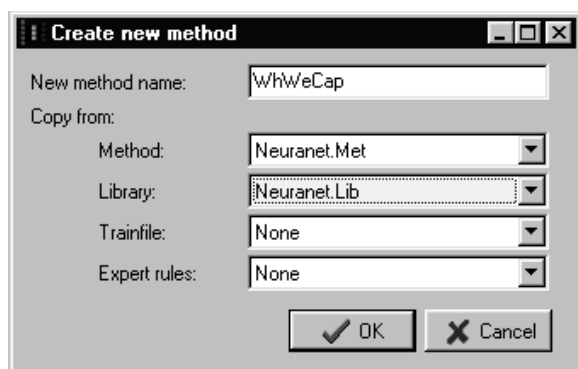 Create new method
New method name: WhWeCap
Copy from:
Method: Neuranet.Met
Library: Neuranet.Lib
Trainfile: None
Expert rules: None
OK Cancel